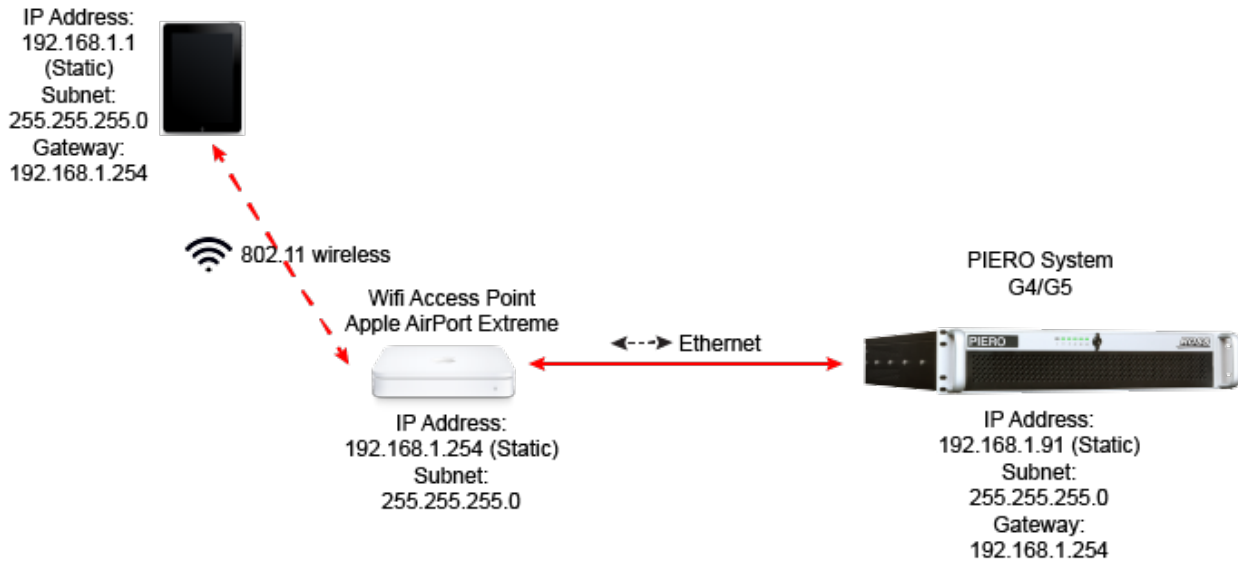 IP Address:
192.168.1.1
(Static)
Subnet:
255.255.255.0
Gateway:
192.168.1.254
802.11 wireless
Wifi Access Point
Apple AirPort Extreme
IP Address:
192.168.1.254 (Static)
Subnet:
255.255.255.0
Ethernet
PIERO System
G4/G5
PIERO
IP Address:
192.168.1.91 (Static)
Subnet:
255.255.255.0
Gateway:
192.168.1.254